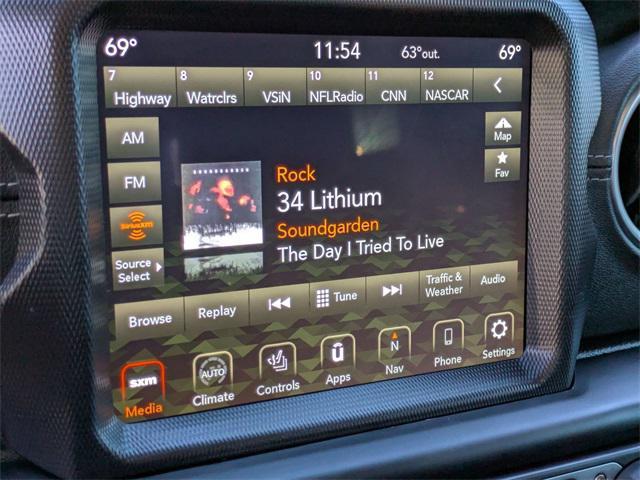 69° 11:54 63°out. 69°
7 8 9 10 11 12
Highway Watrclrs VSiN NFLRadio CNN NASCAR
AM
Map
FM
Fav
Rock
34 Lithium
SiriusXM
Soundgarden
The Day I Tried To Live
Source
Select
Browse Replay Tune Traffic &
Weather Audio
sxm AUTO ū N
Media Climate Controls Apps Nav Phone Settings
SOUNDGARDEN